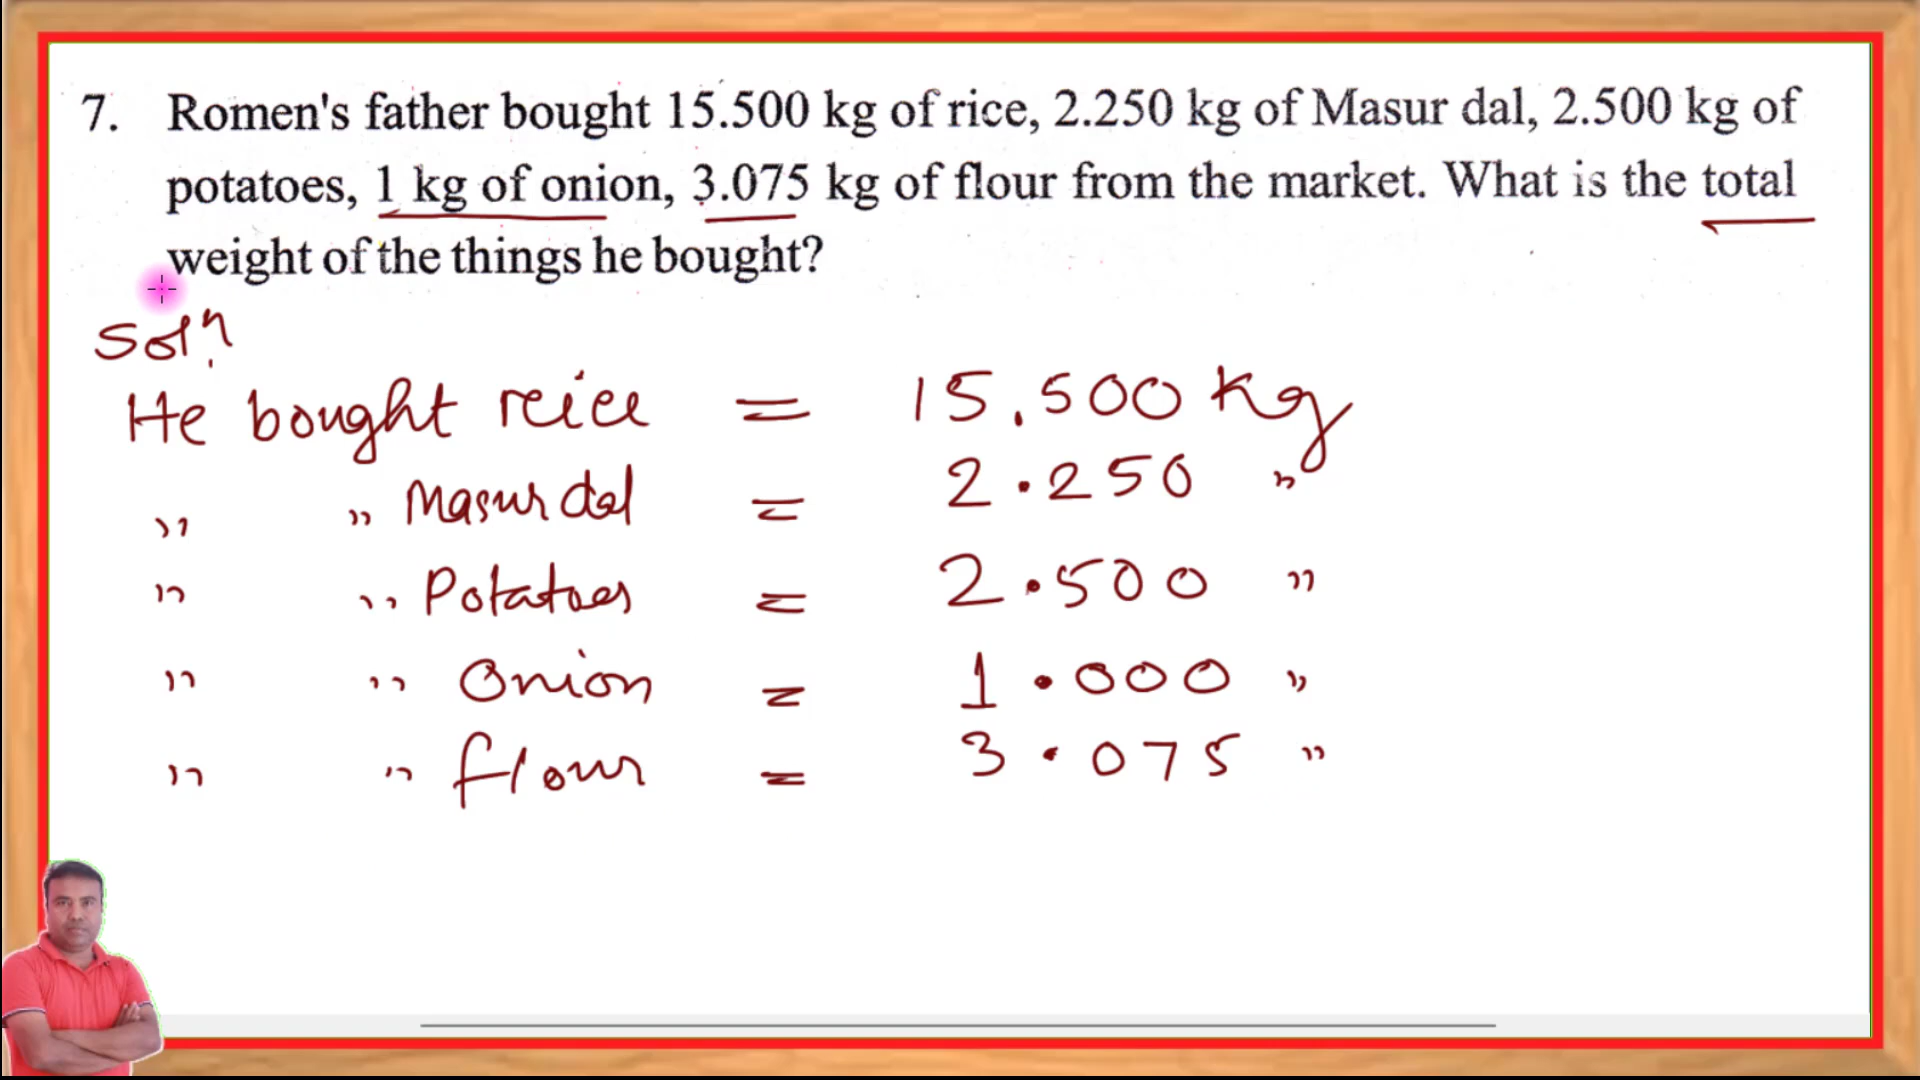 7. Romen's father bought 15.500 kg of rice, 2.250 kg of Masur dal, 2.500 kg of
potatoes, 1 kg of onion, 3.075 kg of flour from the market. What is the total
weight of the things he bought?
Solⁿ
He bought reice = 15.500 kg
" " Masur dal = 2.250 "
" " Potatoes = 2.500 "
" " Onion = 1.000 "
" " flour = 3.075 "